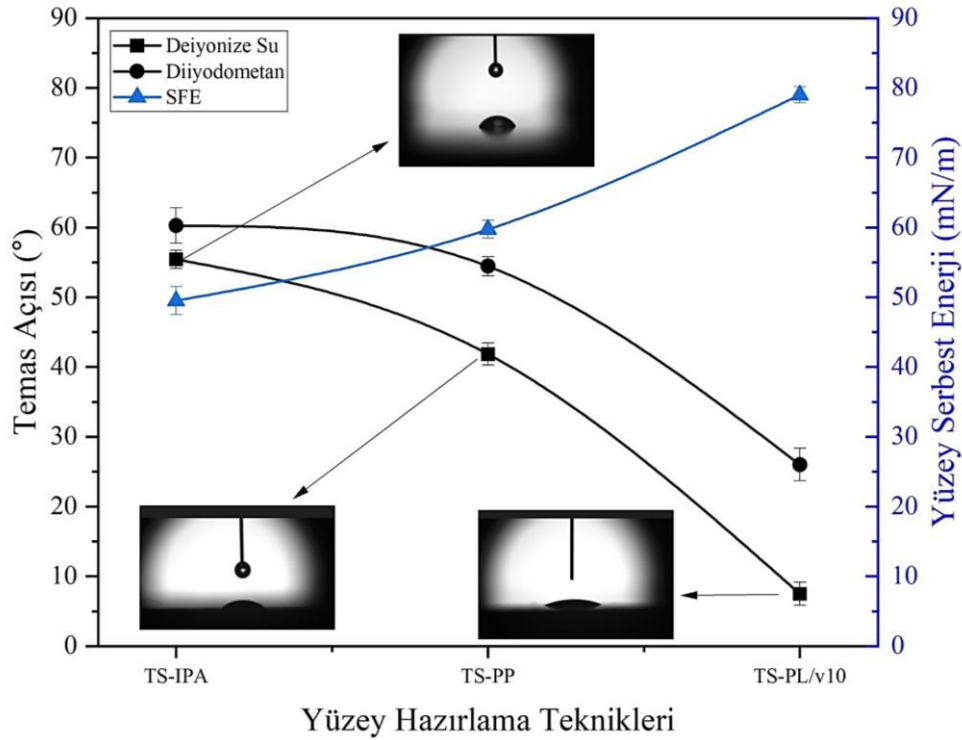 Deiyonize Su
Diiyodometan
SFE
90
80
70
60
50
40
30
20
10
0
Temas Açısı (°)
90
80
70
60
50
40
30
20
10
0
Yüzey Serbest Enerji (mN/m)
TS-IPA
TS-PP
TS-PL/v10
Yüzey Hazırlama Teknikleri